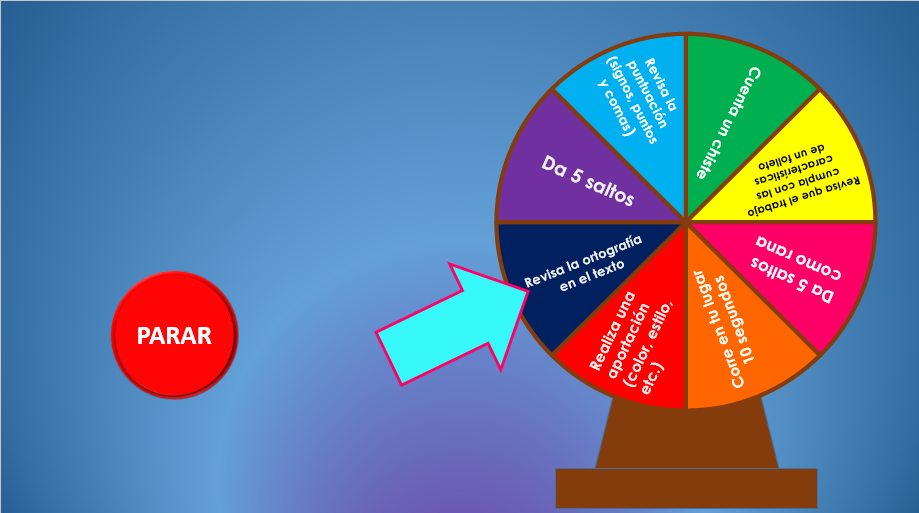 Revisa la
puntuación
(signos, puntos
y comas)
Cuenta un chiste
Revisa que el trabajo
cumpla con las
características
de un folleto
Da 5 saltos
como rana
Corre en tu lugar
10 segundos
Realiza una
aportación
(color, estilo,
etc.)
Revisa la ortografía
en el texto
Da 5 saltos
PARAR